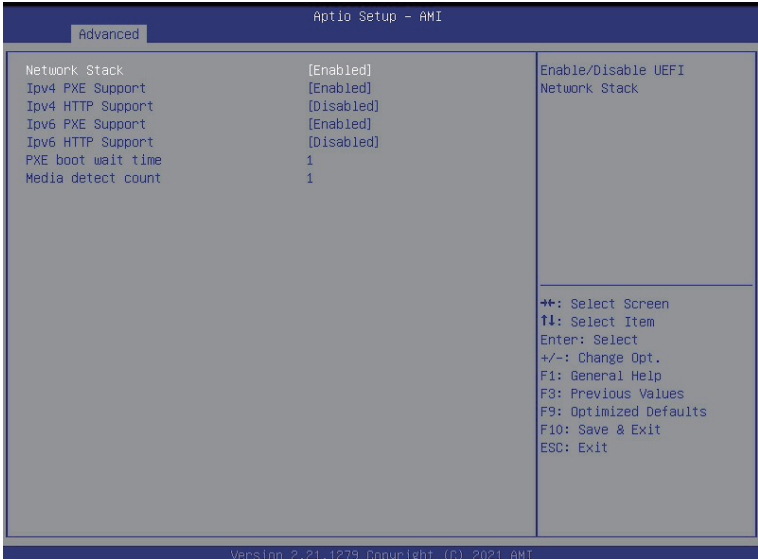 Aptio Setup – AMI
Advanced
Network Stack [Enabled]
Ipv4 PXE Support [Enabled]
Ipv4 HTTP Support [Disabled]
Ipv6 PXE Support [Enabled]
Ipv6 HTTP Support [Disabled]
PXE boot wait time 1
Media detect count 1
Enable/Disable UEFI
Network Stack
→←: Select Screen
↑↓: Select Item
Enter: Select
+/-: Change Opt.
F1: General Help
F3: Previous Values
F9: Optimized Defaults
F10: Save & Exit
ESC: Exit
Version 2.21.1279 Copyright (C) 2021 AMI